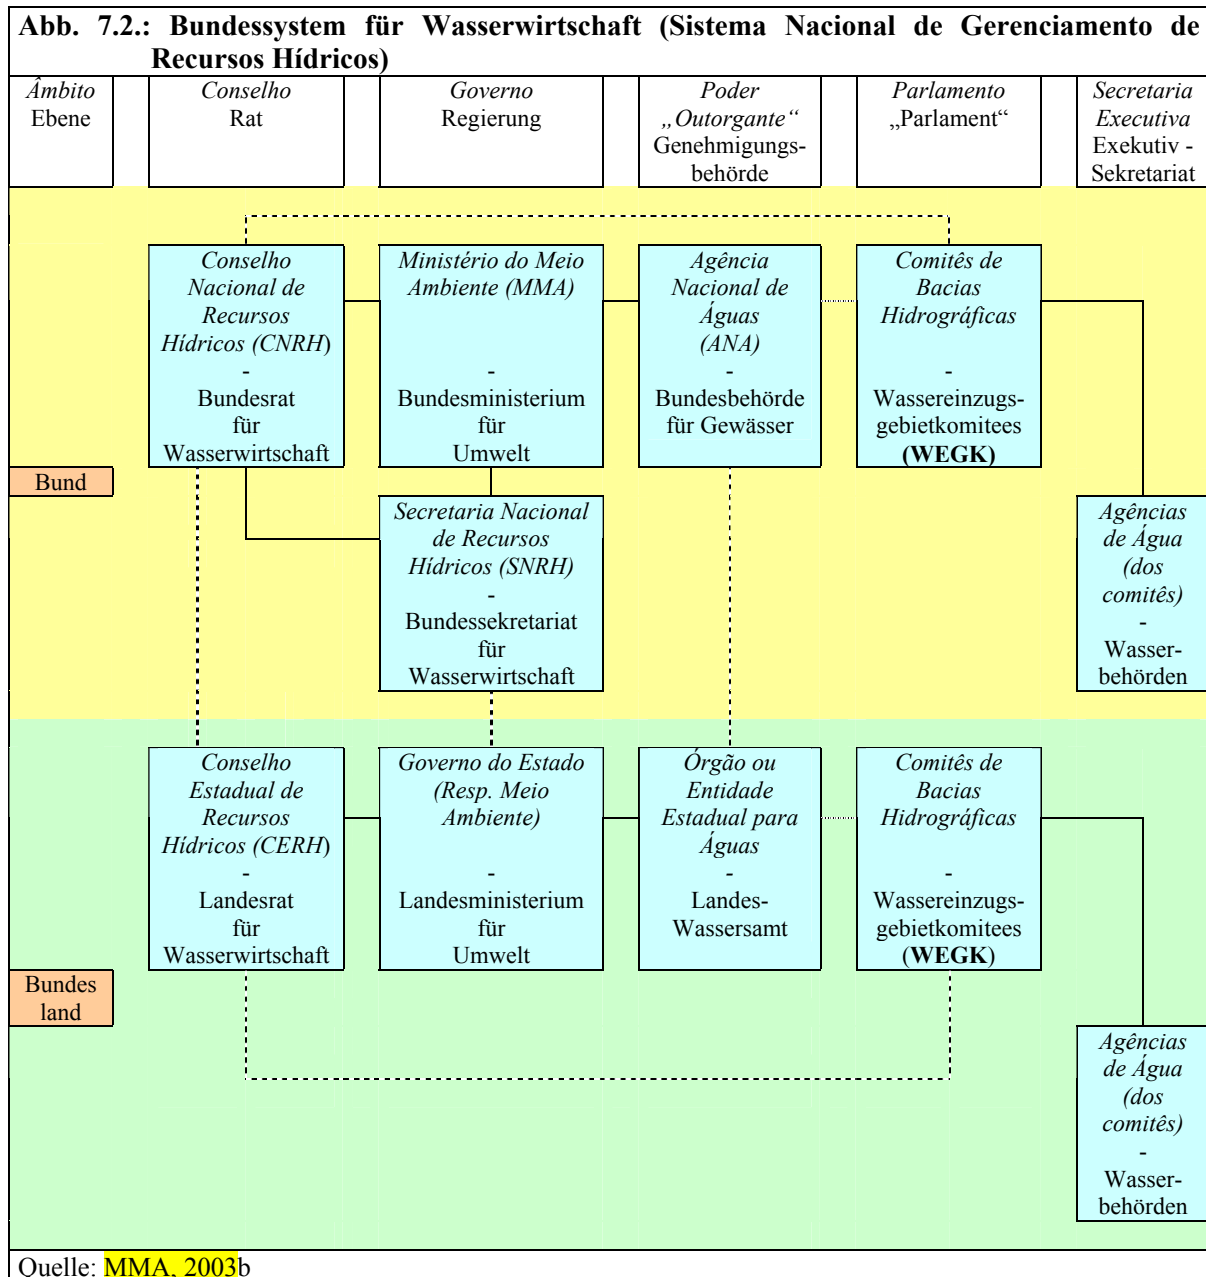 Abb. 7.2.: Bundessystem für Wasserwirtschaft (Sistema Nacional de Gerenciamento de
Recursos Hídricos)
Âmbito
Ebene
Conselho
Rat
Governo
Regierung
Poder
„Outorgante“
Genehmigungs-
behörde
Parlamento
„Parlament“
Secretaria
Executiva
Exekutiv -
Sekretariat
Conselho
Nacional de
Recursos
Hídricos (CNRH)
-
Bundesrat
für
Wasserwirtschaft
Ministério do Meio
Ambiente (MMA)
-
Bundesministerium
für
Umwelt
Agência
Nacional de
Águas
(ANA)
-
Bundesbehörde
für Gewässer
Comitês de
Bacias
Hidrográficas
-
Wassereinzugs-
gebietkomitees
(WEGK)
Bund
Secretaria Nacional
de Recursos
Hídricos (SNRH)
-
Bundessekretariat
für
Wasserwirtschaft
Agências
de Água
(dos
comitês)
-
Wasser-
behörden
Conselho
Estadual de
Recursos
Hídricos (CERH)
-
Landesrat
für
Wasserwirtschaft
Governo do Estado
(Resp. Meio
Ambiente)
-
Landesministerium
für
Umwelt
Órgão ou
Entidade
Estadual para
Águas
-
Landes-
Wassersamt
Comitês de
Bacias
Hidrográficas
-
Wassereinzugs-
gebietkomitees
(WEGK)
Bundes
land
Agências
de Água
(dos
comitês)
-
Wasser-
behörden
Quelle: MMA, 2003b